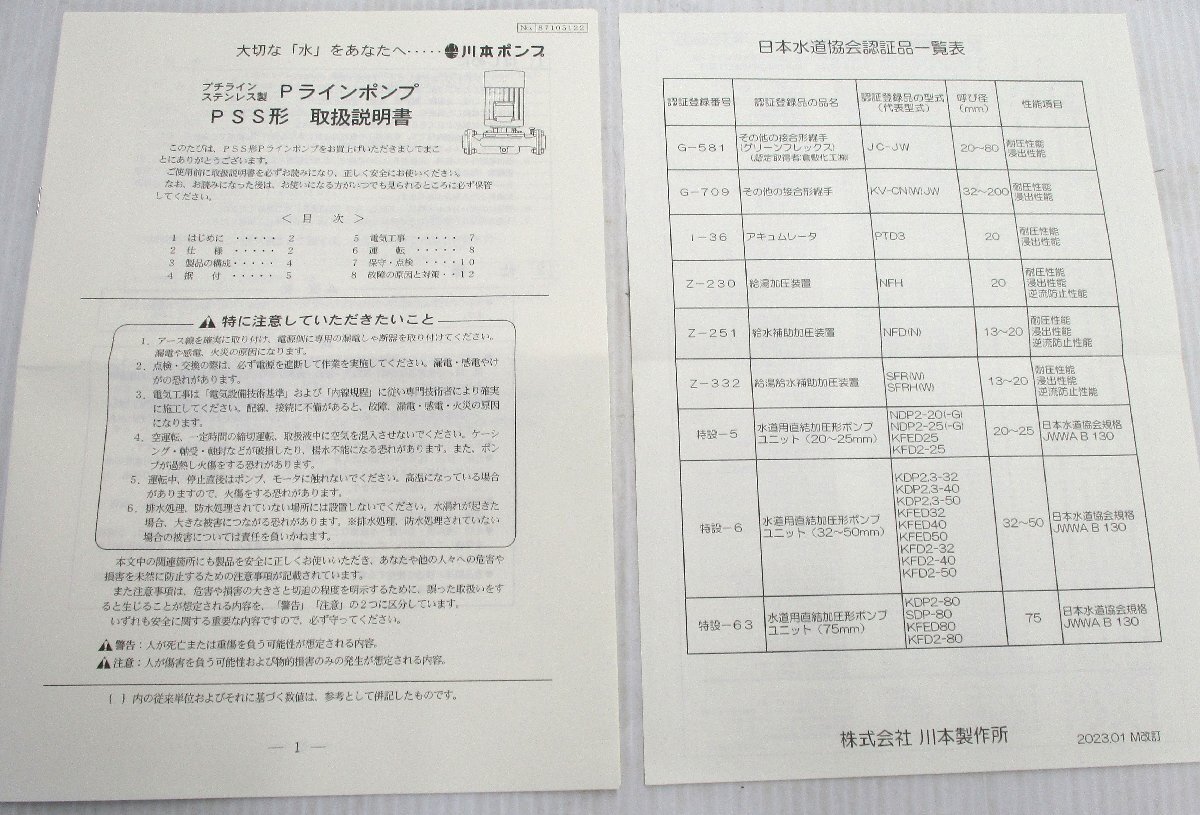 No. 87105122
大切な「水」をあなたへ‥‥‥ 川本ポンプ
プチライン
ステンレス製 Ｐラインポンプ
ＰＳＳ形 取扱説明書
このたびは、ＰＳＳ形Ｐラインポンプをお買上げいただきましてまこ
とにありがとうございます。
ご使用前に取扱説明書を必ずお読みになり、正しく安全にお使いください。
なお、お読みになった後は、お使いになる方がいつでも見られるところに必ず保管
してください。
＜ 目 次 ＞
1 はじめに ‥‥‥ 2 5 電気工事 ‥‥‥ 7
2 仕 様 ‥‥‥ 2 6 運 転 ‥‥‥ 8
3 製品の構成 ‥‥‥ 4 7 保守・点検 ‥‥‥ 10
4 据 付 ‥‥‥ 5 8 故障の原因と対策 ‥ 12
特に注意していただきたいこと
1．アース線を確実に取り付け、電源側に専用の漏電しゃ断器を取り付けてください。
漏電や感電、火災の原因になります。
2．点検・交換の際は、必ず電源を遮断して作業を実施してください。漏電・感電やけ
がの恐れがあります。
3．電気工事は「電気設備技術基準」および「内線規程」に従い専門技術者により確実
に施工してください。配線、接続に不備があると、故障、漏電・感電・火災の原因
になります。
4．空運転、一定時間の締切運転、取扱液中に空気を混入させないでください。ケーシ
ング・軸受・軸封などが破損したり、揚水不能になる恐れがあります。また、ポン
プが過熱し火傷をする恐れがあります。
5．運転中、停止直後はポンプ、モータに触れないでください。高温になっている場合
がありますので、火傷をする恐れがあります。
6．排水処理、防水処理されていない場所には設置しないでください。水漏れが起きた
場合、大きな被害につながる恐れがあります。※排水処理、防水処理されていない
場合の被害については責任を負いかねます。
本文中の関連箇所にも製品を安全に正しくお使いいただき、あなたや他の人々への危害や
損害を未然に防止するための注意事項が記載されています。
また注意事項は、危害や損害の大きさと切迫の程度を明示するために、誤った取扱いをす
ると生じることが想定される内容を、「警告」「注意」の２つに区分しています。
いずれも安全に関する重要な内容ですので、必ず守ってください。
警告：人が死亡または重傷を負う可能性が想定される内容。
注意：人が傷害を負う可能性および物的損害のみの発生が想定される内容。
｛ ｝内の従来単位およびそれに基づく数値は、参考として併記したものです。
― 1 ―
日本水道協会認証品一覧表
認証登録番号 認証登録品の品名 認証登録品の型式（代表型式） 呼び径（mm） 性能項目
G-581 その他の接合形継手（グリーンフレックス）（認定取得者:倉敷化工㈱） JC-JW 20～80 耐圧性能 浸出性能
G-709 その他の接合形継手 KV-CN(W)JW 32～200 耐圧性能 浸出性能
I-36 アキュムレータ PTD3 20 耐圧性能 浸出性能
Z-230 給湯加圧装置 NFH 20 耐圧性能 浸出性能 逆流防止性能
Z-251 給水補助加圧装置 NFD(N) 13～20 耐圧性能 浸出性能 逆流防止性能
Z-332 給湯給水補助加圧装置 SFR(W) SFRH(W) 13～20 耐圧性能 浸出性能 逆流防止性能
特設-5 水道用直結加圧形ポンプユニット（20～25mm） NDP2-20(-G) NDP2-25(-G) KFED25 KFD2-25 20～25 日本水道協会規格 JWWA B 130
特設-6 水道用直結加圧形ポンプユニット（32～50mm） KDP2,3-32 KDP2,3-40 KDP2,3-50 KFED32 KFED40 KFED50 KFD2-32 KFD2-40 KFD2-50 32～50 日本水道協会規格 JWWA B 130
特設-63 水道用直結加圧形ポンプユニット（75mm） KDP2-80 SDP-80 KFED80 KFD2-80 75 日本水道協会規格 JWWA B 130
株式会社 川本製作所 2023.01 M改訂